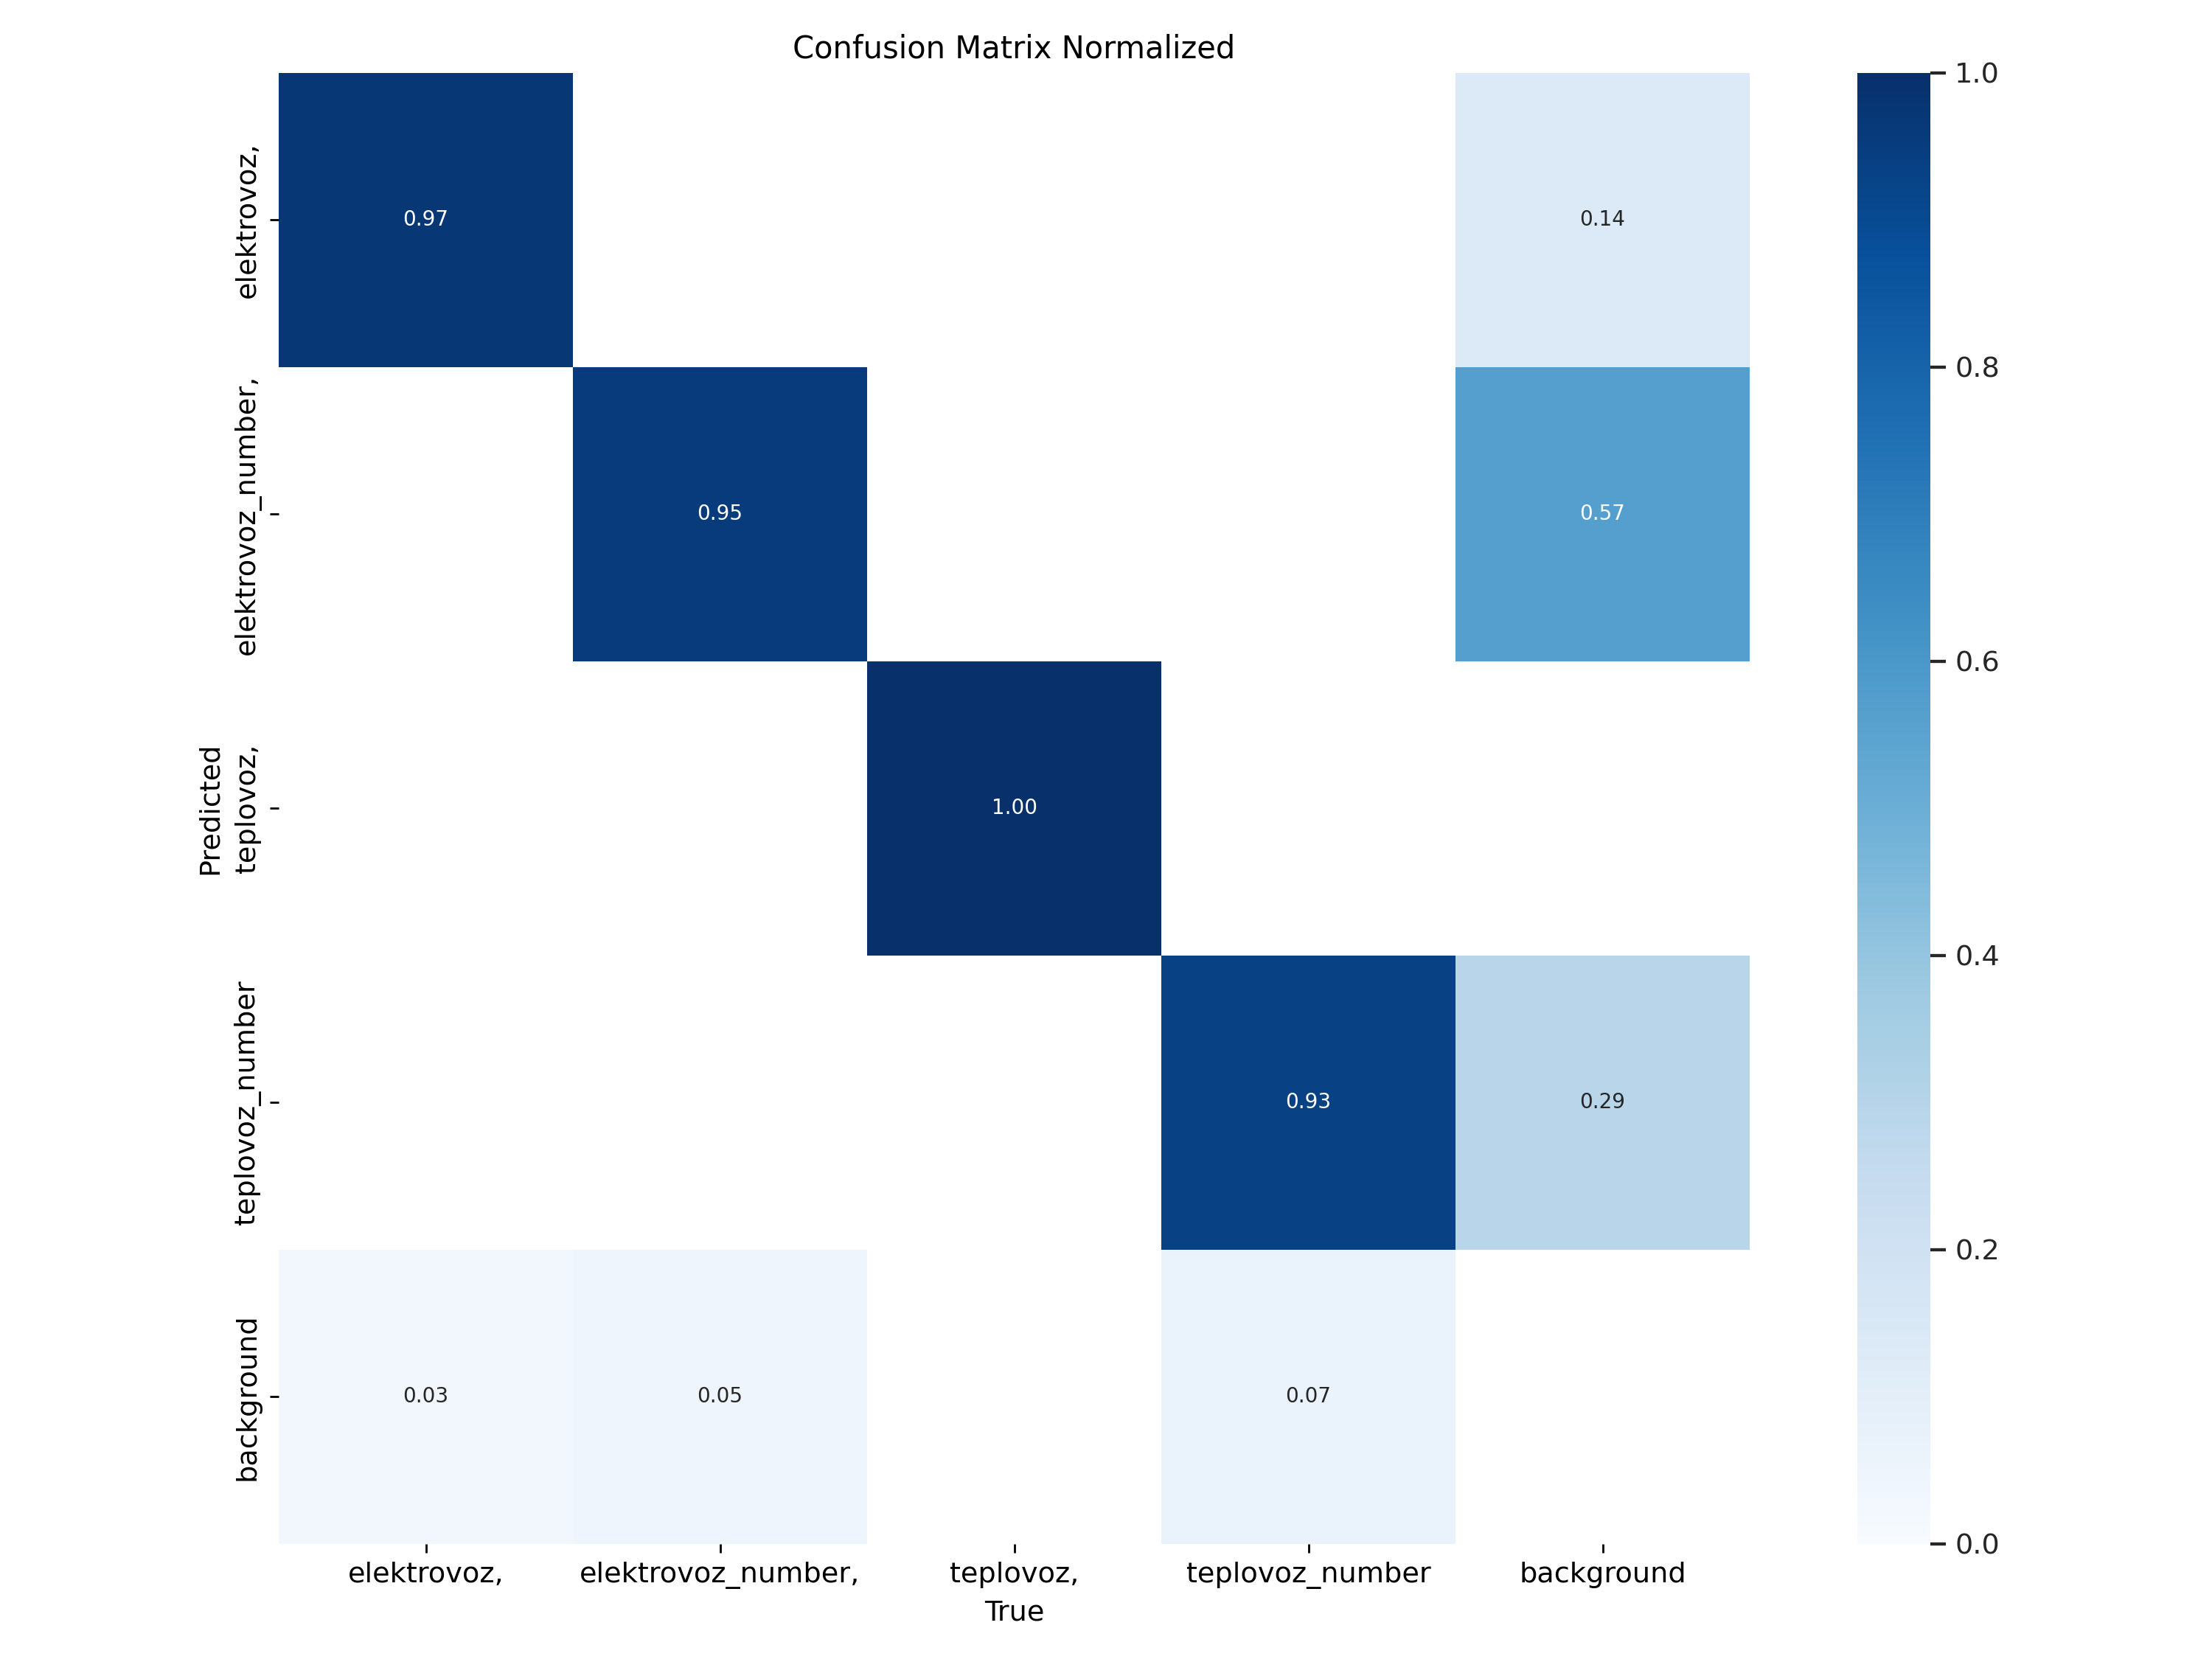 Confusion Matrix Normalized
1.0
elektrovoz,
0.97
0.14
0.8
elektrovoz_number,
0.95
0.57
0.6
Predicted
teplovoz,
1.00
0.4
teplovoz_number
0.93
0.29
0.2
background
0.03
0.05
0.07
0.0
elektrovoz,
elektrovoz_number,
teplovoz,
teplovoz_number
background
True